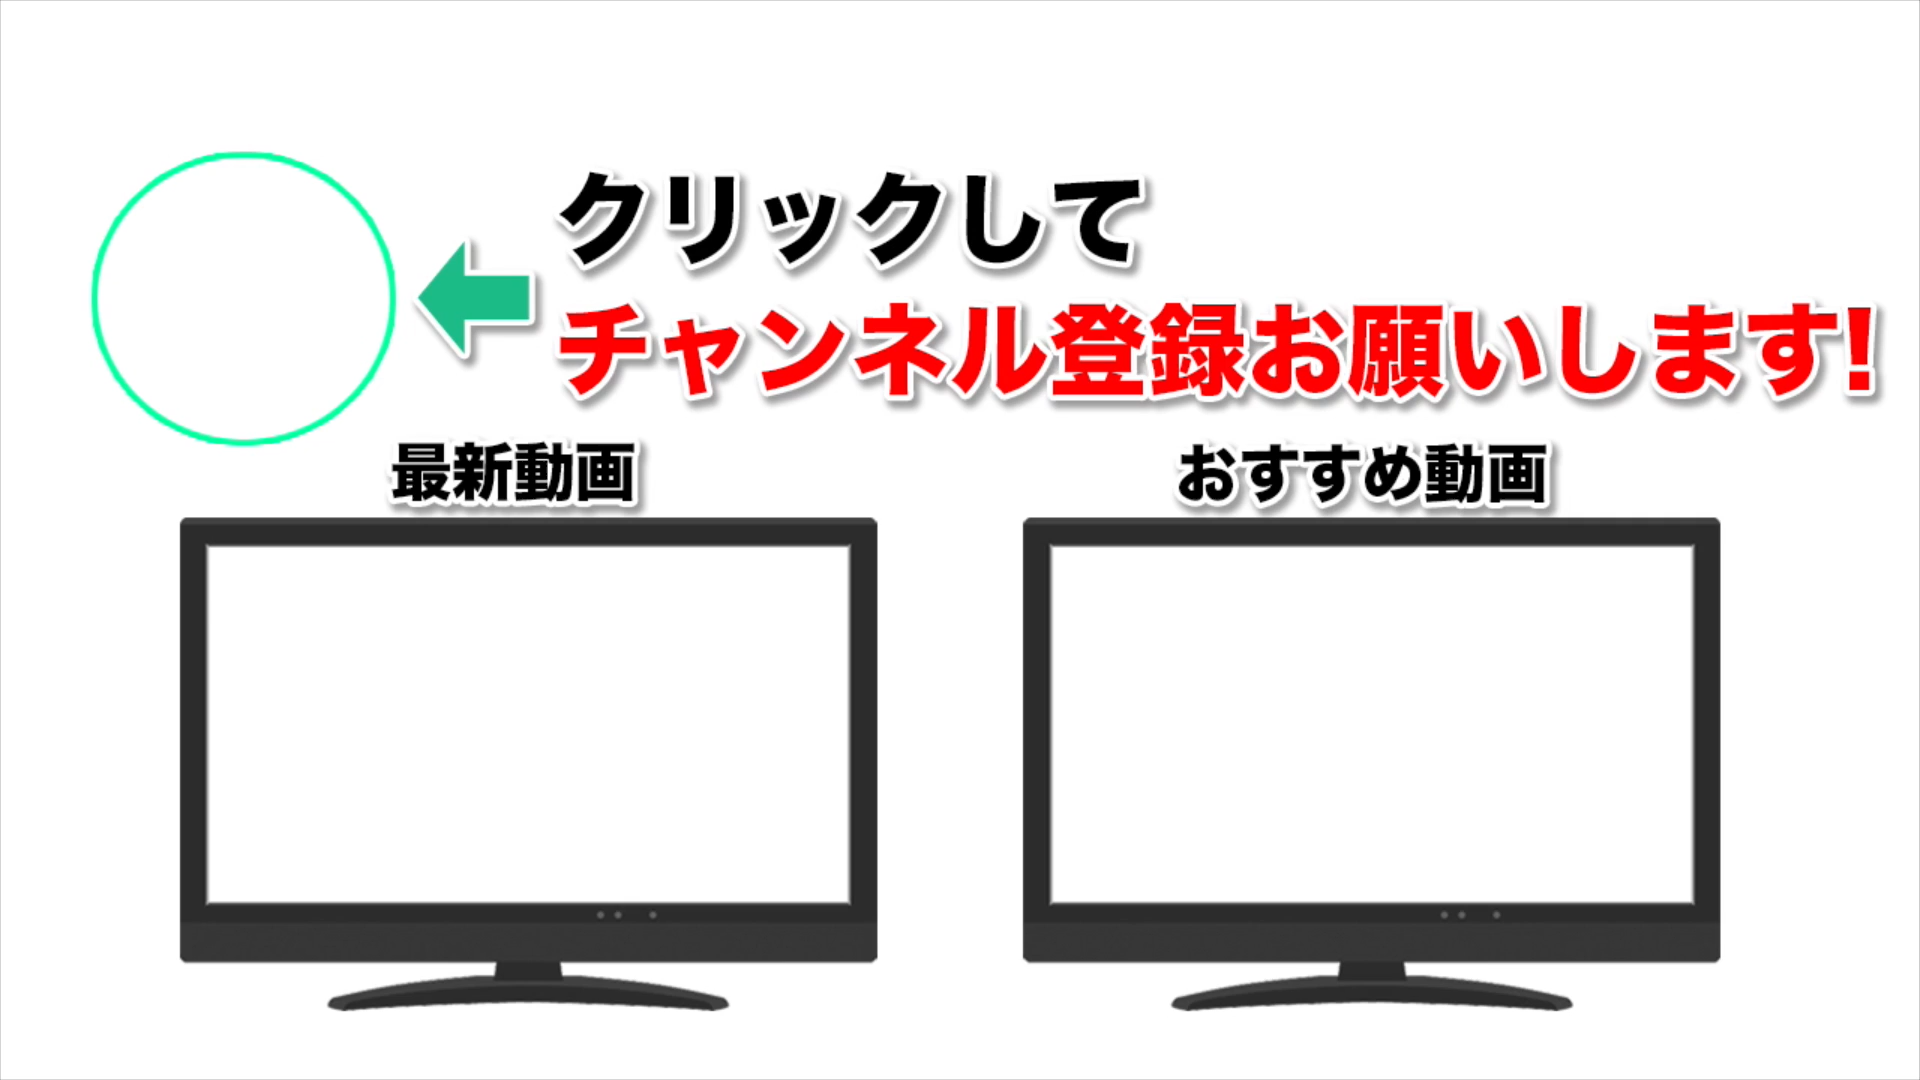 クリックして
チャンネル登録お願いします!
最新動画
おすすめ動画